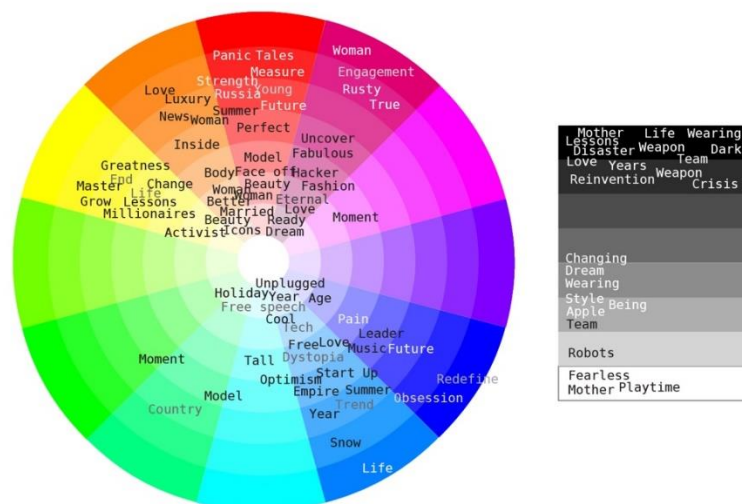 Woman
Panic Tales
Measure
Engagement
Strength
Young
Rusty
Love
Russia
Luxury
Future
True
Summer
News
Woman
Perfect
Uncover
Inside
Fabulous
Model
Greatness
Face off
Hacker
Body
End
Change
Beauty
Fashion
Master
Woman
Life
Woman
Grow
Lessons
Better
Eternal
Millionaires
Married
Love
Beauty
Ready
Moment
Activist
Icons
Dream
Unplugged
Holiday
Year
Age
Free speech
Cool
Pain
Tech
Leader
Free
Love
Music
Future
Moment
Tall
Dystopia
Start Up
Optimism
Redefine
Empire
Summer
Model
Obsession
Country
Trend
Year
Snow
Life
Mother
Life
Wearing
Lessons
Weapon
Dark
Disaster
Love
Years
Team
Weapon
Reinvention
Crisis
Changing
Dream
Wearing
Style
Being
Apple
Team
Robots
Fearless
Mother
Playtime